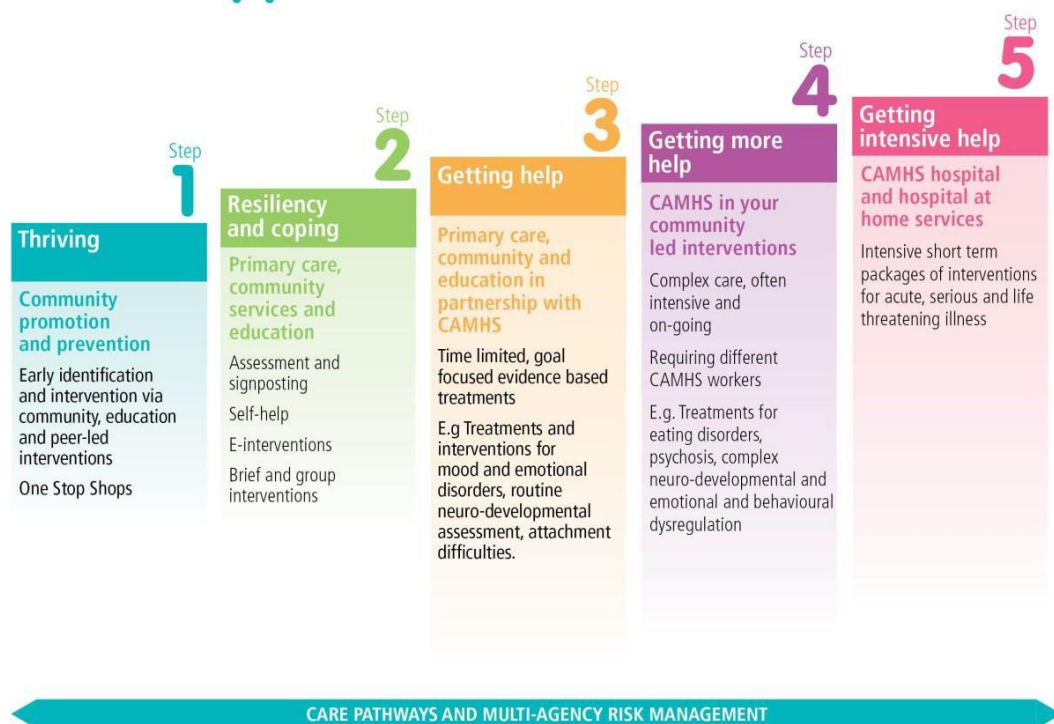 Step
1
Thriving
Community
promotion
and prevention
Early identification
and intervention via
community, education
and peer-led
interventions
One Stop Shops
Step
2
Resiliency
and coping
Primary care,
community
services and
education
Assessment and
signposting
Self-help
E-interventions
Brief and group
interventions
Step
3
Getting help
Primary care,
community and
education in
partnership with
CAMHS
Time limited, goal
focused evidence based
treatments
E.g Treatments and
interventions for
mood and emotional
disorders, routine
neuro-developmental
assessment, attachment
difficulties.
Step
4
Getting more
help
CAMHS in your
community
led interventions
Complex care, often
intensive and
on-going
Requiring different
CAMHS workers
E.g. Treatments for
eating disorders,
psychosis, complex
neuro-developmental and
emotional and behavioural
dysregulation
Step
5
Getting
intensive help
CAMHS hospital
and hospital at
home services
Intensive short term
packages of interventions
for acute, serious and life
threatening illness
CARE PATHWAYS AND MULTI-AGENCY RISK MANAGEMENT